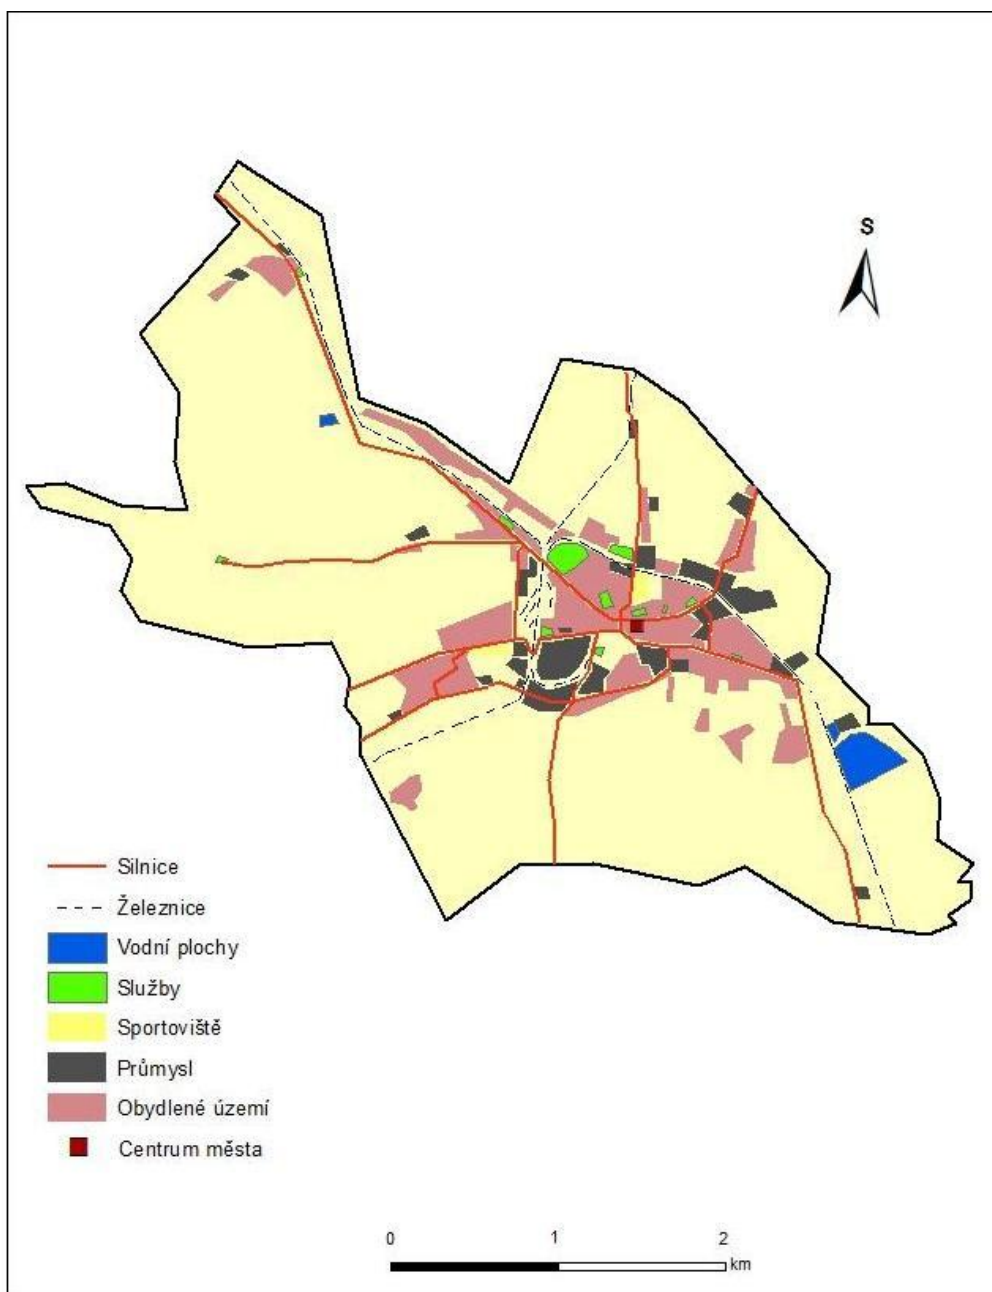 S
Silnice
Železnice
Vodní plochy
Služby
Sportoviště
Průmysl
Obydlené území
Centrum města
0 1 2
km